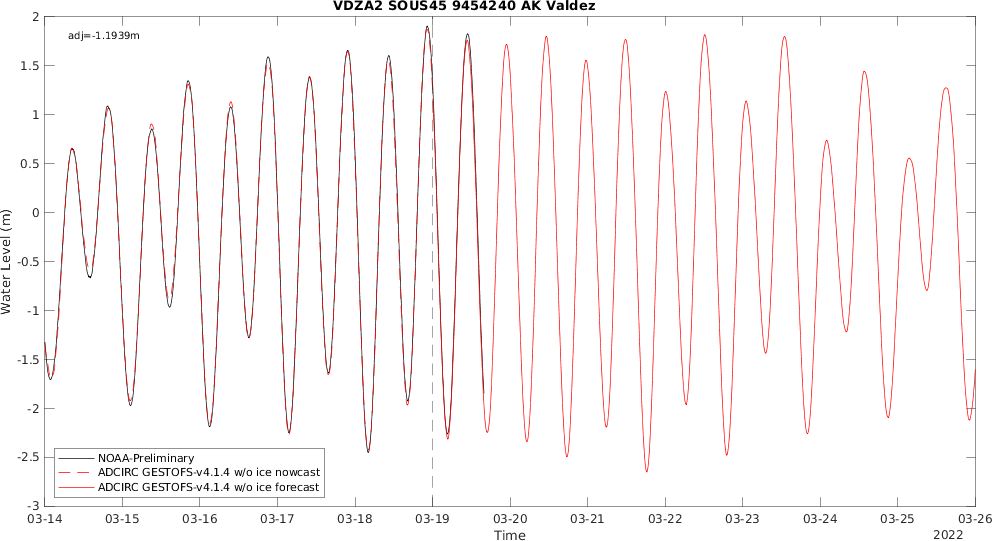 VDZA2 SOUS45 9454240 AK Valdez
adj=-1.1939m
2
1.5
1
0.5
0
-0.5
-1
-1.5
-2
-2.5
-3
Water Level (m)
NOAA-Preliminary
ADCIRC GESTOFS-v4.1.4 w/o ice nowcast
ADCIRC GESTOFS-v4.1.4 w/o ice forecast
03-14 03-15 03-16 03-17 03-18 03-19 03-20 03-21 03-22 03-23 03-24 03-25 03-26
Time
2022